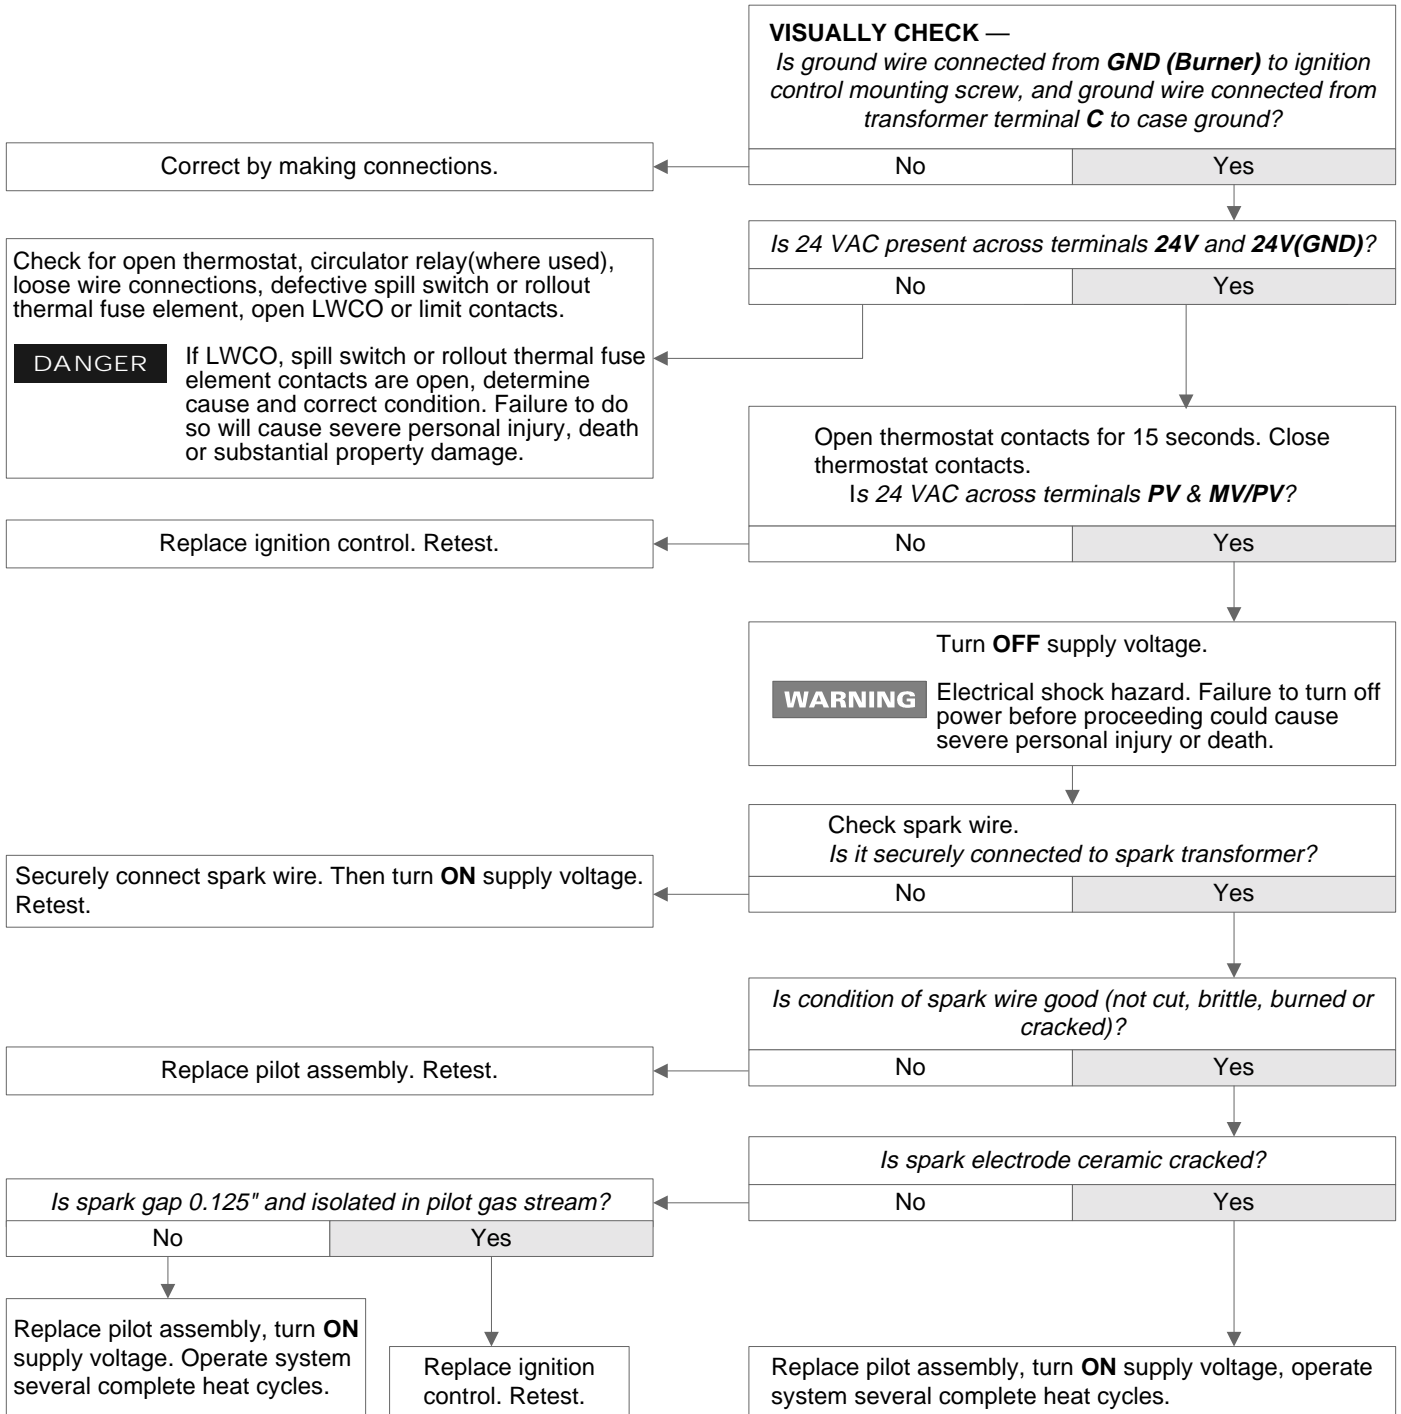 VISUALLY CHECK —
Is ground wire connected from GND (Burner) to ignition
control mounting screw, and ground wire connected from
transformer terminal C to case ground?
No
Yes
Correct by making connections.
Is 24 VAC present across terminals 24V and 24V(GND)?
No
Yes
Check for open thermostat, circulator relay(where used),
loose wire connections, defective spill switch or rollout
thermal fuse element, open LWCO or limit contacts.
DANGER
If LWCO, spill switch or rollout thermal fuse
element contacts are open, determine
cause and correct condition. Failure to do
so will cause severe personal injury, death
or substantial property damage.
Open thermostat contacts for 15 seconds. Close
thermostat contacts.
Is 24 VAC across terminals PV & MV/PV?
No
Yes
Replace ignition control. Retest.
Turn OFF supply voltage.
WARNING
Electrical shock hazard. Failure to turn off
power before proceeding could cause
severe personal injury or death.
Check spark wire.
Is it securely connected to spark transformer?
No
Yes
Securely connect spark wire. Then turn ON supply voltage.
Retest.
Is condition of spark wire good (not cut, brittle, burned or
cracked)?
No
Yes
Replace pilot assembly. Retest.
Is spark electrode ceramic cracked?
No
Yes
Is spark gap 0.125" and isolated in pilot gas stream?
No
Yes
Replace pilot assembly, turn ON
supply voltage. Operate system
several complete heat cycles.
Replace ignition
control. Retest.
Replace pilot assembly, turn ON supply voltage, operate
system several complete heat cycles.